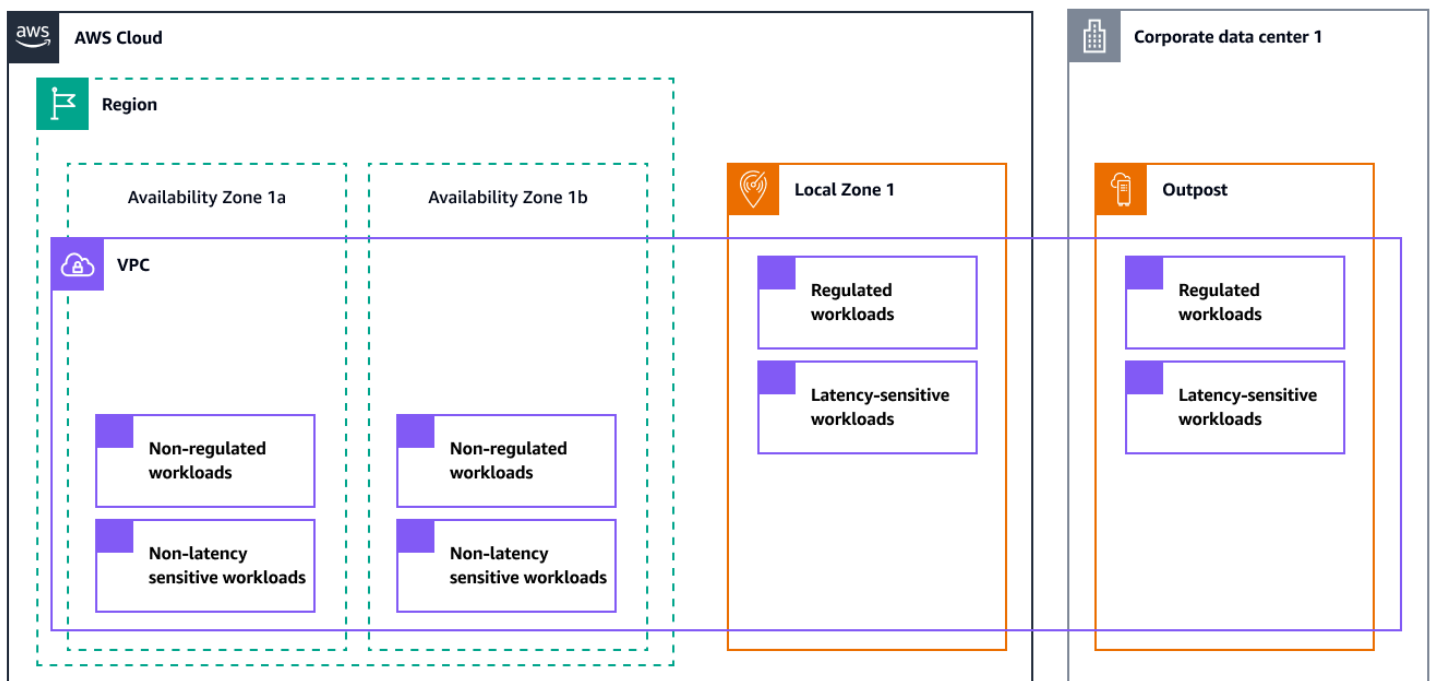 aws
AWS Cloud
Corporate data center 1
Region
Availability Zone 1a
Availability Zone 1b
Local Zone 1
Outpost
VPC
Regulated
workloads
Latency-sensitive
workloads
Regulated
workloads
Latency-sensitive
workloads
Non-regulated
workloads
Non-latency
sensitive workloads
Non-regulated
workloads
Non-latency
sensitive workloads